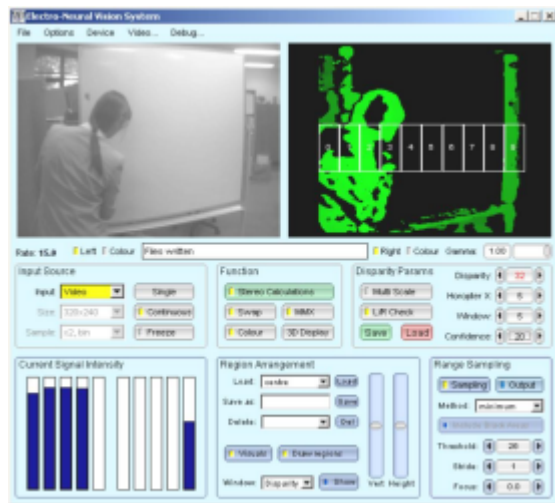 Electro-Neural Vision System
File Options Device Video... Debug...
0 1 2 3 4 5 6 7 8 9
Rate: 15.0 Left Colour Files written Right Colour Gamma: 1.00
Input Source
Input Video Single
Size 320x240 Continuous
Sample x2, bin Freeze
Function
Stereo Calculations
Swap MMX
Colour 3D Display
Disparity Params
Multi Scale
Lift Check
Save Load
Disparity 32
Horopter X 6
Window 5
Confidence 20
Current Signal Intensity
Region Arrangement
Load: centre Load
Save as: Save
Delete: Del
Visuals Draw regions
Window: Disparity Show
Vert Height
Range Sampling
Sampling Output
Method: minimum
Threshold: 20
Stride: 1
Focus: 0.0